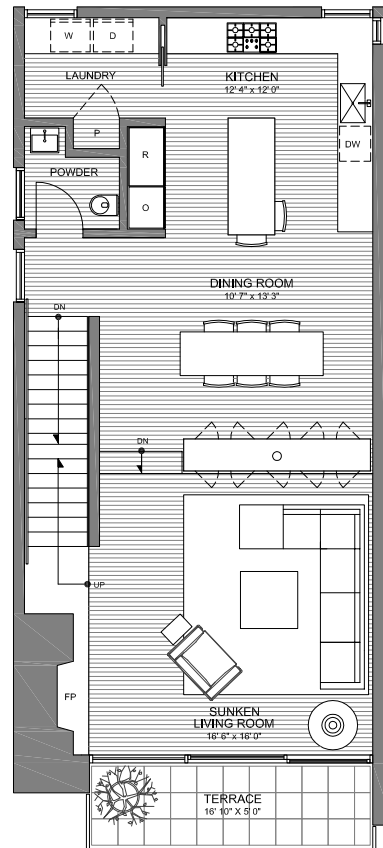 W
D
LAUNDRY
KITCHEN
12' 4" x 12' 0"
P
DW
R
POWDER
O
DINING ROOM
10' 7" x 13' 3"
DN
DN
UP
FP
SUNKEN
LIVING ROOM
16' 6" x 16' 0"
TERRACE
16' 10" X 5' 0"